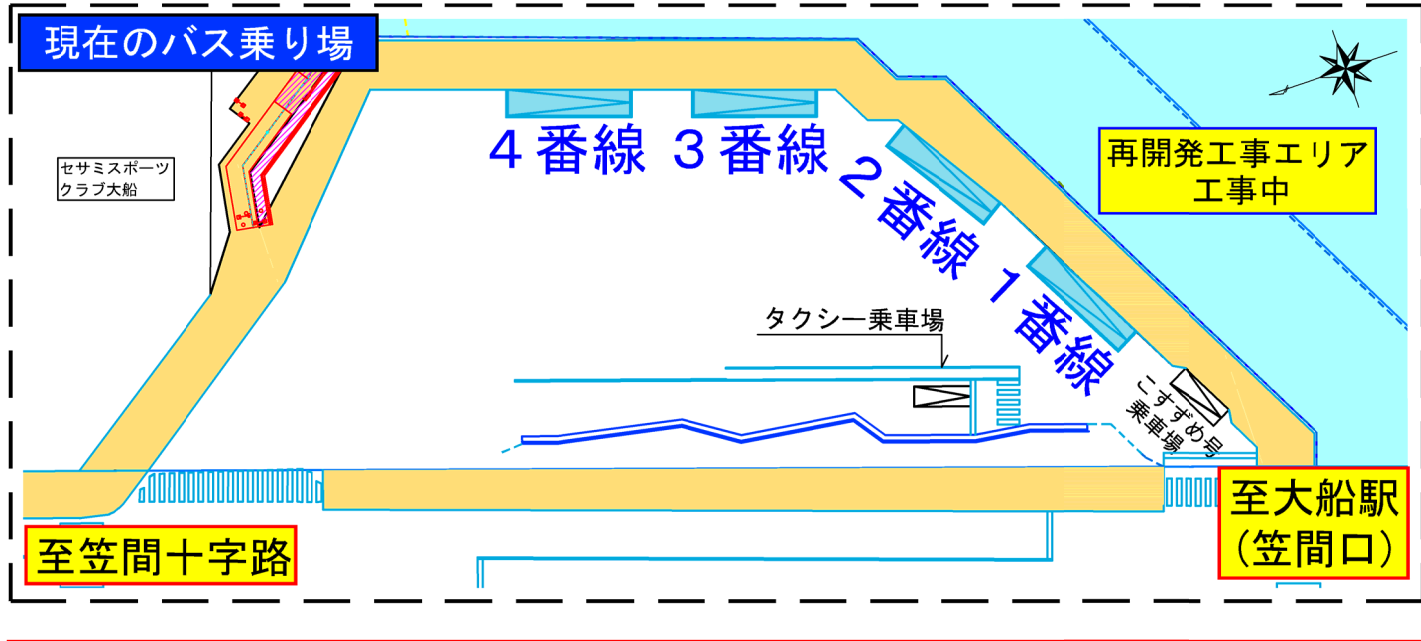 現在のバス乗り場
セサミスポーツ
クラブ大船
4番線
3番線
2番線
1番線
再開発工事エリア
工事中
タクシー乗車場
こすずめ号
乗車場
至笠間十字路
至大船駅
(笠間口)